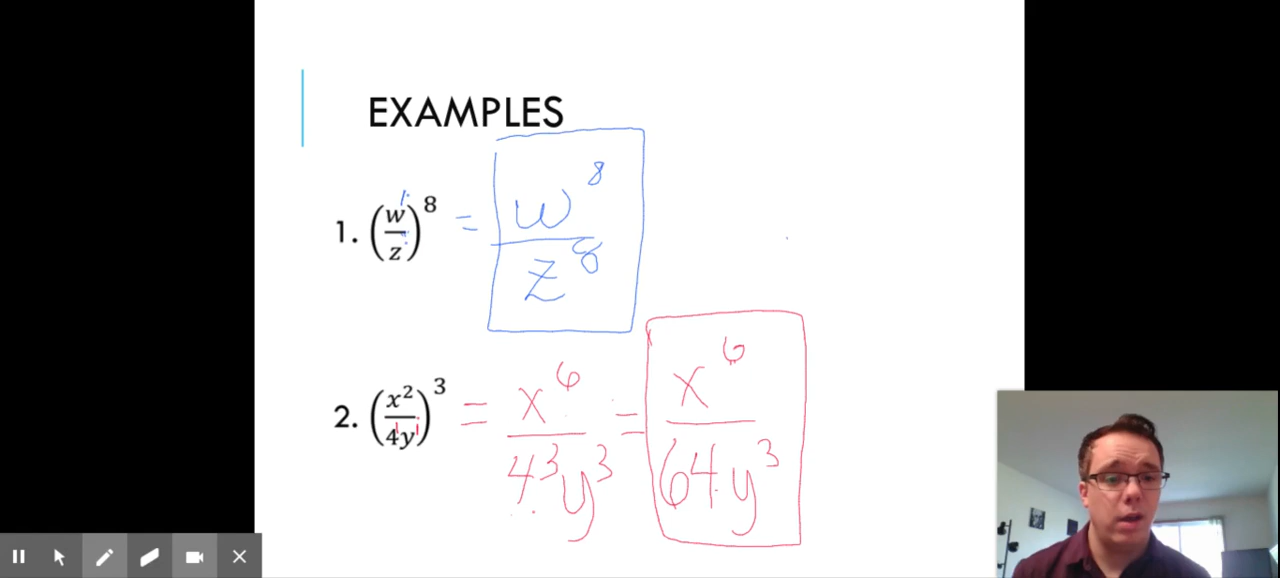 EXAMPLES
1. (w/z)^8 = w^8/z^8
2. (x^2/4y)^3 = x^6/4^3y^3 = x^6/64y^3